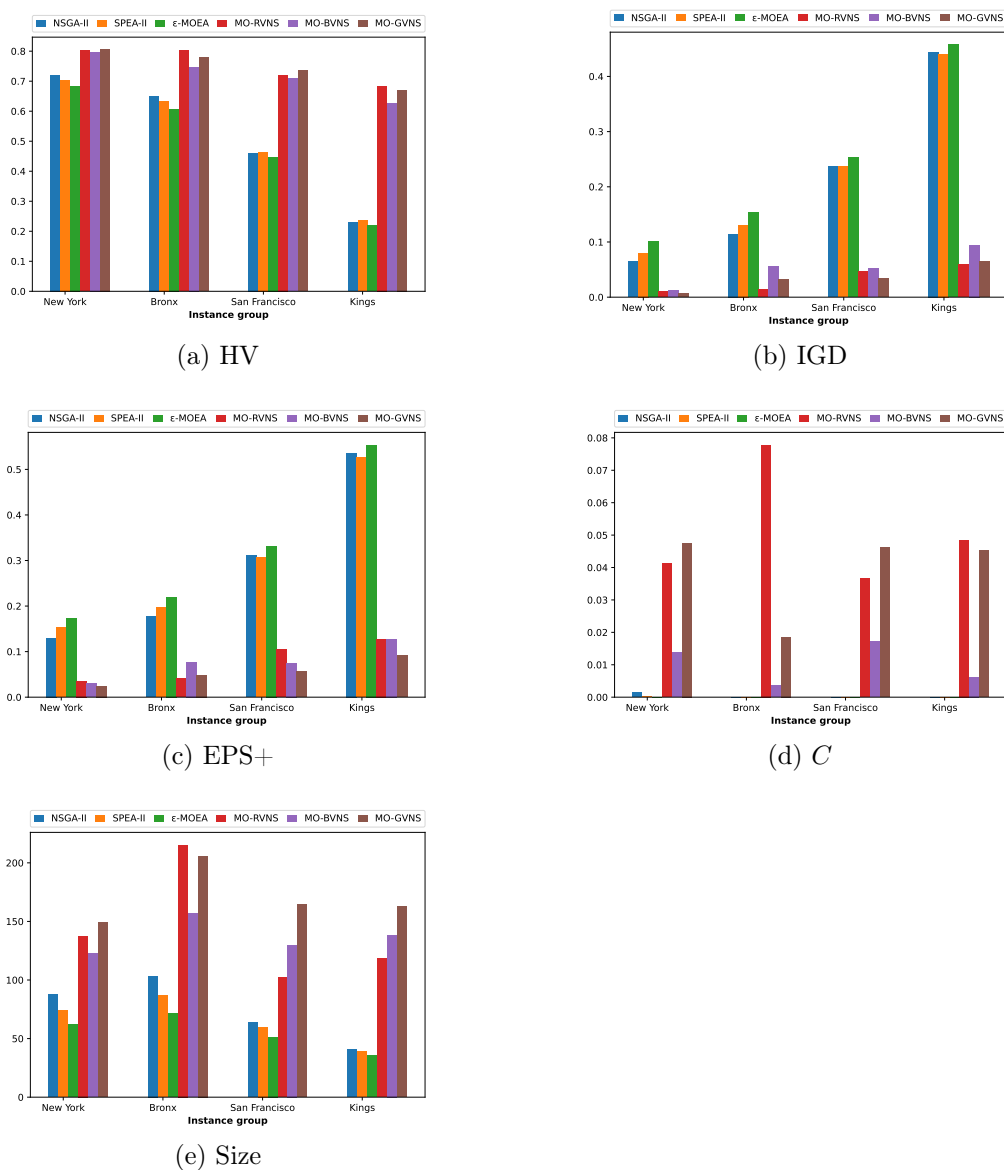 NSGA-II SPEA-II ε-MOEA MO-RVNS MO-BVNS MO-GVNS
0.8
0.7
0.6
0.5
0.4
0.3
0.2
0.1
0.0
New York Bronx San Francisco Kings
Instance group
(a) HV
NSGA-II SPEA-II ε-MOEA MO-RVNS MO-BVNS MO-GVNS
0.4
0.3
0.2
0.1
0.0
New York Bronx San Francisco Kings
Instance group
(b) IGD
NSGA-II SPEA-II ε-MOEA MO-RVNS MO-BVNS MO-GVNS
0.5
0.4
0.3
0.2
0.1
0.0
New York Bronx San Francisco Kings
Instance group
(c) EPS+
NSGA-II SPEA-II ε-MOEA MO-RVNS MO-BVNS MO-GVNS
0.08
0.07
0.06
0.05
0.04
0.03
0.02
0.01
0.00
New York Bronx San Francisco Kings
Instance group
(d) C
NSGA-II SPEA-II ε-MOEA MO-RVNS MO-BVNS MO-GVNS
200
150
100
50
0
New York Bronx San Francisco Kings
Instance group
(e) Size